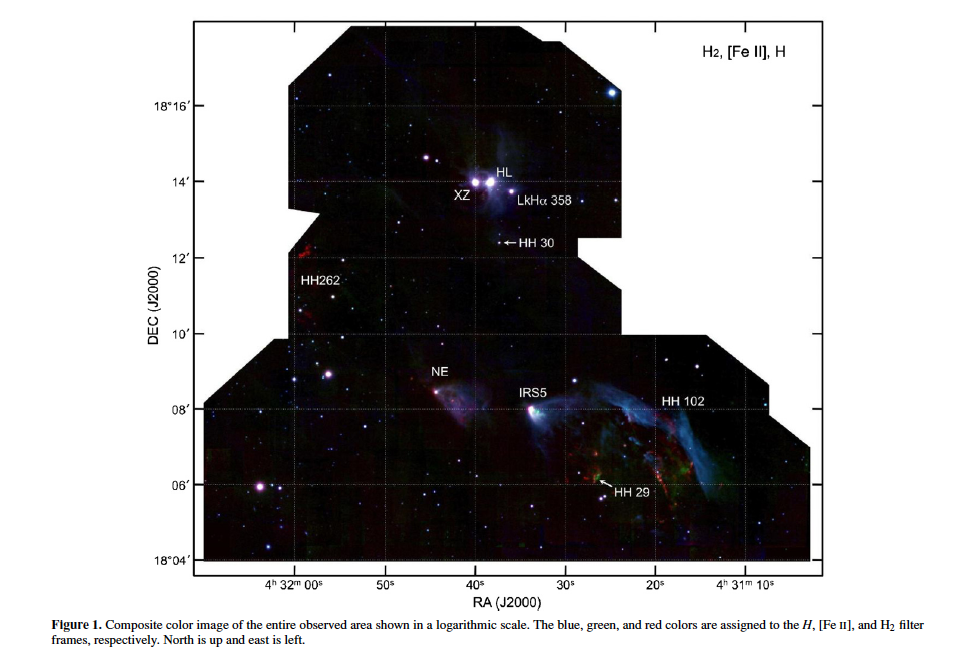 H₂, [Fe II], H
18°16′
14′
HL
XZ
LkHα 358
←HH 30
12′
HH262
DEC (J2000)
10′
NE
IRS5
HH 102
08′
06′
HH 29
18°04′
4ʰ 32ᵐ 00ˢ 50ˢ 40ˢ 30ˢ 20ˢ 4ʰ 31ᵐ 10ˢ
RA (J2000)
Figure 1. Composite color image of the entire observed area shown in a logarithmic scale. The blue, green, and red colors are assigned to the H, [Fe II], and H₂ filter
frames, respectively. North is up and east is left.